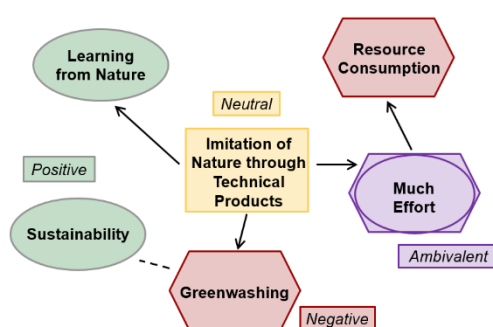 Learning
from Nature
Resource
Consumption
Neutral
Imitation of
Nature through
Technical
Products
Positive
Much
Effort
Sustainability
Ambivalent
Greenwashing
Negative